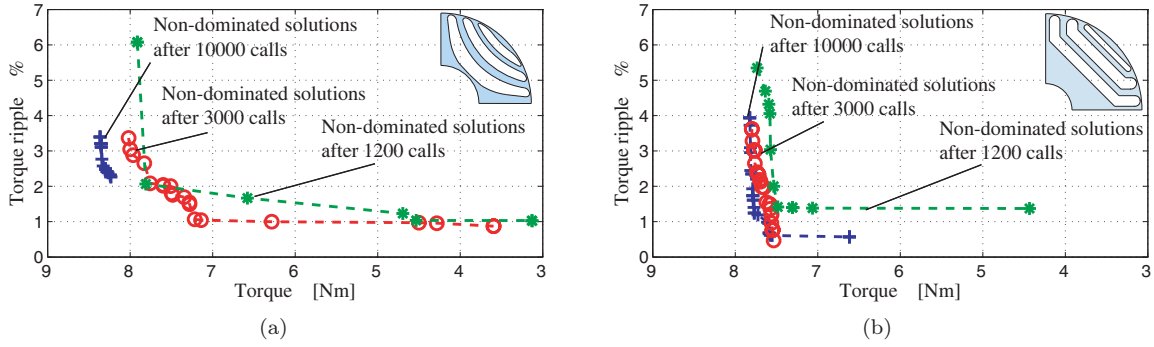 7
6
5
4
3
2
1
0
Torque ripple %
Non-dominated solutions
after 10000 calls
Non-dominated solutions
after 3000 calls
Non-dominated solutions
after 1200 calls
9 8 7 6 5 4 3
Torque [Nm]
(a)
7
6
5
4
3
2
1
0
Torque ripple %
Non-dominated solutions
after 10000 calls
Non-dominated solutions
after 3000 calls
Non-dominated solutions
after 1200 calls
9 8 7 6 5 4 3
Torque [Nm]
(b)